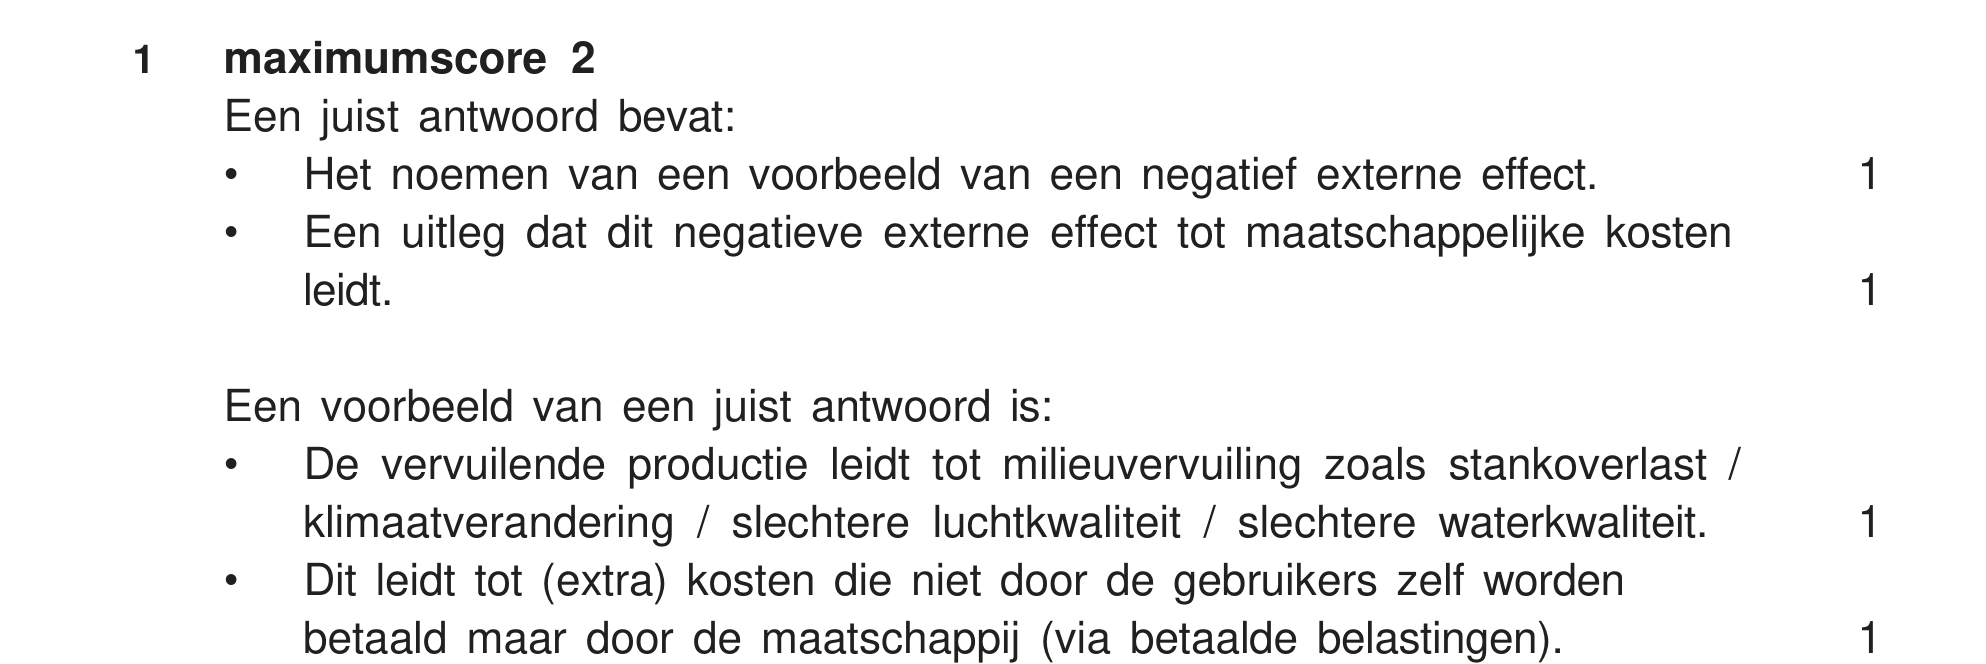 1 maximumscore 2
Een juist antwoord bevat:
• Het noemen van een voorbeeld van een negatief externe effect. 1
• Een uitleg dat dit negatieve externe effect tot maatschappelijke kosten
leidt. 1
Een voorbeeld van een juist antwoord is:
• De vervuilende productie leidt tot milieuvervuiling zoals stankoverlast /
klimaatverandering / slechtere luchtkwaliteit / slechtere waterkwaliteit. 1
• Dit leidt tot (extra) kosten die niet door de gebruikers zelf worden
betaald maar door de maatschappij (via betaalde belastingen). 1